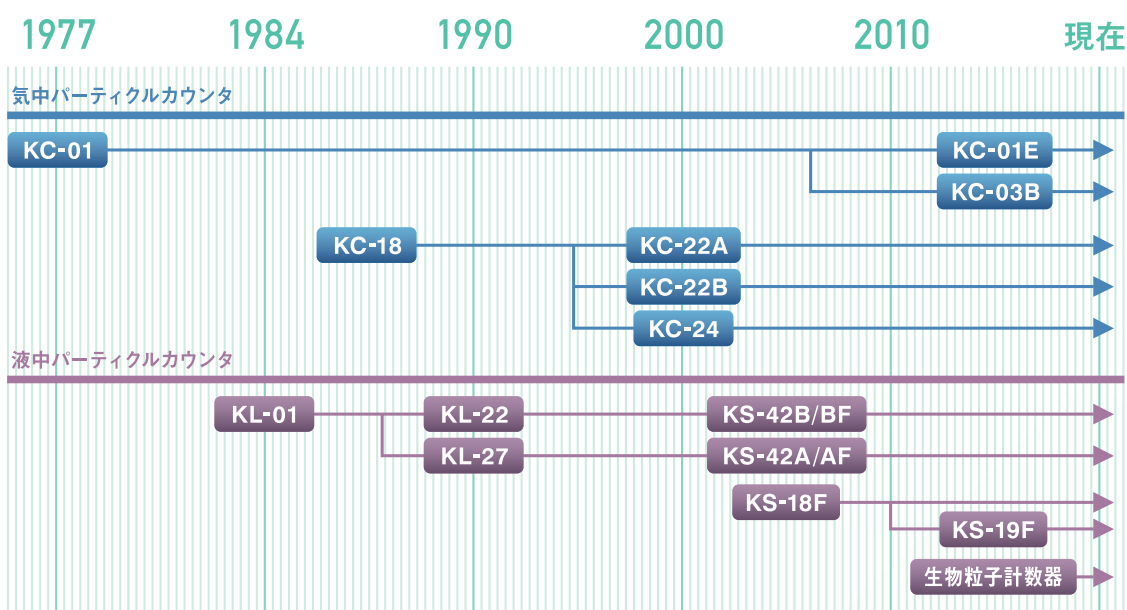 1977 1984 1990 2000 2010 現在
気中パーティクルカウンタ
KC-01 KC-01E
KC-03B
KC-18 KC-22A
KC-22B
KC-24
液中パーティクルカウンタ
KL-01 KL-22 KS-42B/BF
KL-27 KS-42A/AF
KS-18F
KS-19F
生物粒子計数器